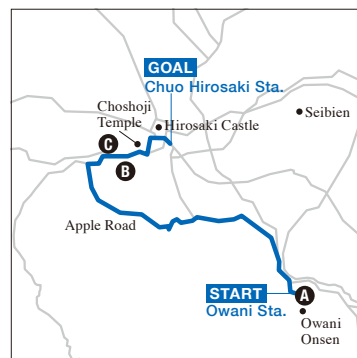 GOAL
Chuo Hirosaki Sta.
Choshoji
Temple
Hirosaki Castle
Seibien
C
B
Apple Road
START
Owani Sta.
A
Owani
Onsen